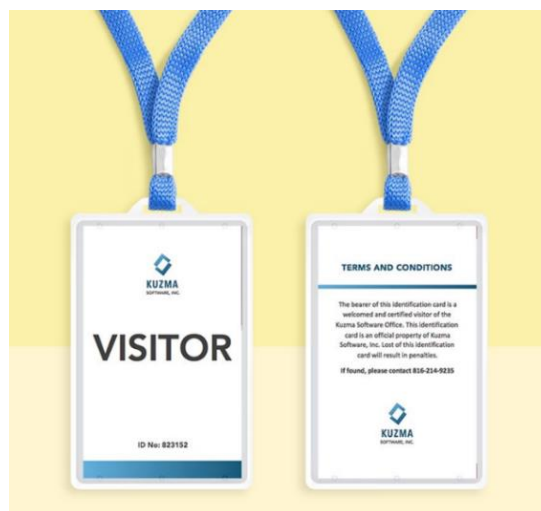 KUZMA
SOFTWARE, INC.
VISITOR
ID No: 823152
TERMS AND CONDITIONS
The bearer of this identification card is a
welcomed and certified visitor of the
Kuzma Software Office. This identification
card is an official property of Kuzma
Software, Inc. Lost of this identification
card will result in penalties.
If found, please contact 816-214-9235
KUZMA
SOFTWARE, INC.